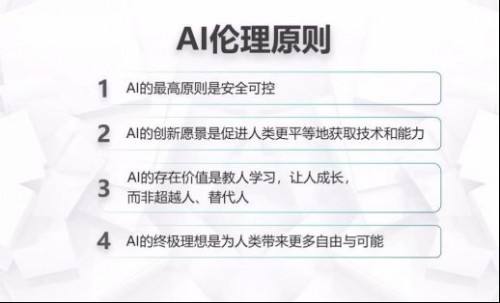 AI伦理原则
1 AI的最高原则是安全可控
2 AI的创新愿景是促进人类更平等地获取技术和能力
3 AI的存在价值是教人学习，让人成长，
而非超越人、替代人
4 AI的终极理想是为人类带来更多自由与可能